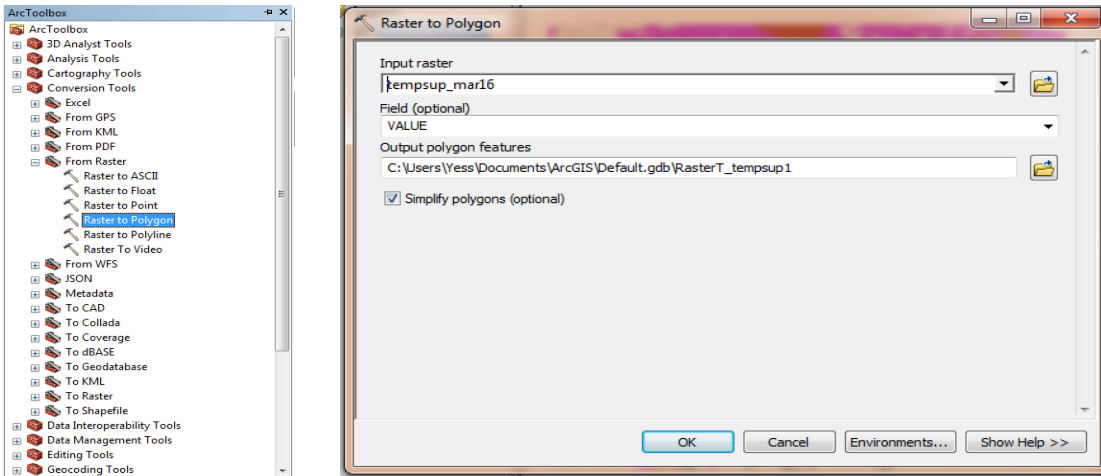 ArcToolbox
ArcToolbox
3D Analyst Tools
Analysis Tools
Cartography Tools
Conversion Tools
Excel
From GPS
From KML
From PDF
From Raster
Raster to ASCII
Raster to Float
Raster to Point
Raster to Polygon
Raster to Polyline
Raster To Video
From WFS
JSON
Metadata
To CAD
To Collada
To Coverage
To dBASE
To Geodatabase
To KML
To Raster
To Shapefile
Data Interoperability Tools
Data Management Tools
Editing Tools
Geocoding Tools
Raster to Polygon
Input raster
tempsup_mar16
Field (optional)
VALUE
Output polygon features
C:\Users\Yess\Documents\ArcGIS\Default.gdb\RasterT_tempsup1
Simplify polygons (optional)
OK Cancel Environments... Show Help >>